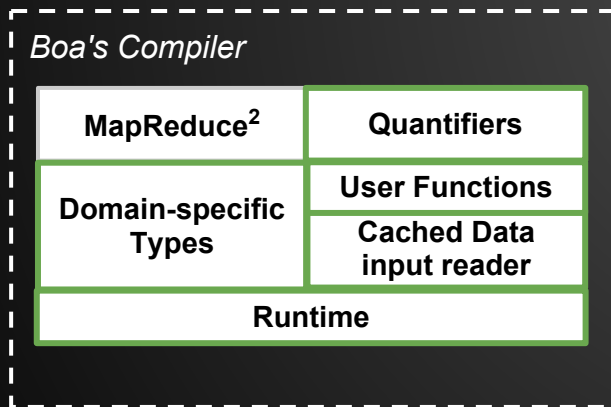 Boa's Compiler
MapReduce²
Quantifiers
Domain-specific
Types
User Functions
Cached Data
input reader
Runtime